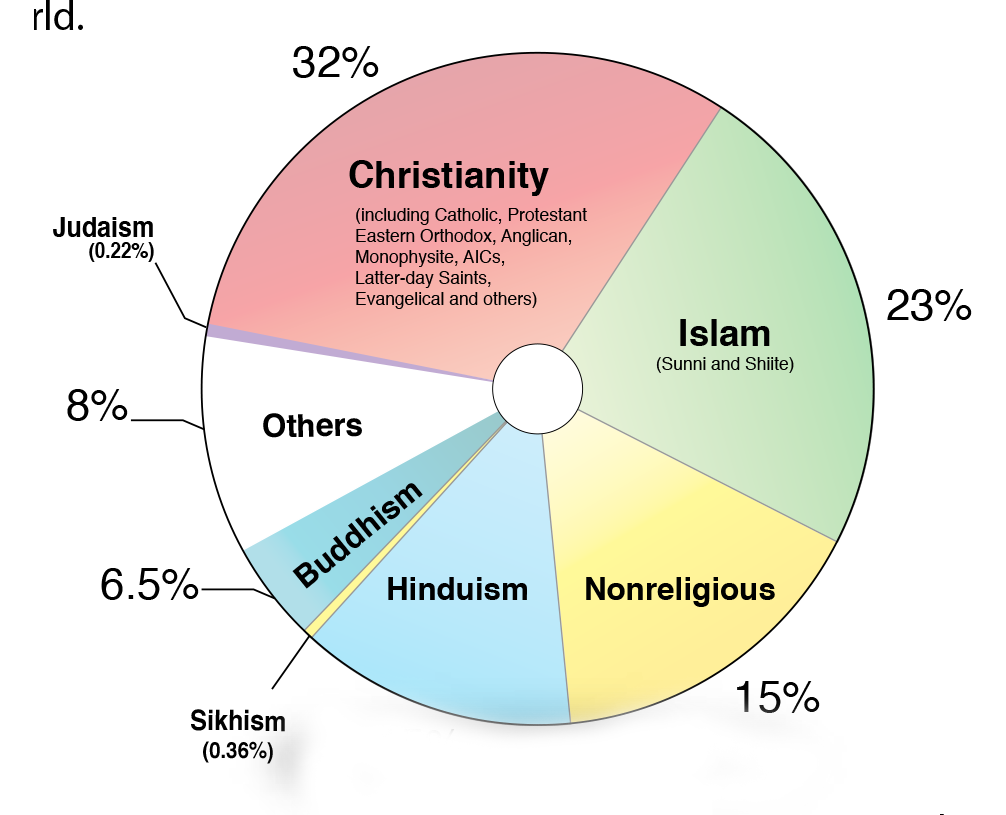 rld.
32%
Christianity
(including Catholic, Protestant
Eastern Orthodox, Anglican,
Monophysite, AICs,
Latter-day Saints,
Evangelical and others)
Judaism
(0.22%)
23%
Islam
(Sunni and Shiite)
8%
Others
Buddhism
6.5%
Hinduism
Nonreligious
15%
Sikhism
(0.36%)